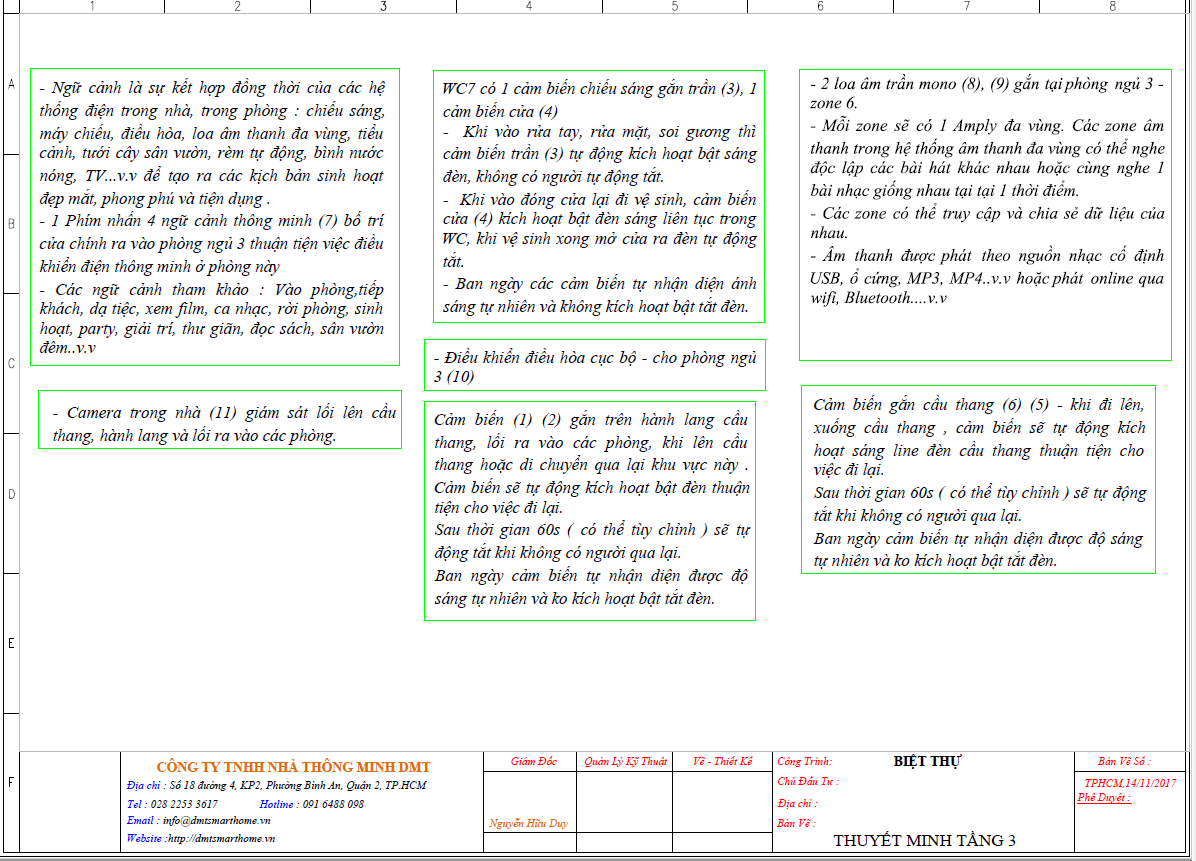 1 2 3 4 5 6 7 8
A
B
C
D
E
F
- Ngữ cảnh là sự kết hợp đồng thời của các hệ
thống điện trong nhà, trong phòng : chiếu sáng,
máy chiếu, điều hòa, loa âm thanh đa vùng, tiểu
cảnh, tưới cây sân vườn, rèm tự động, bình nước
nóng, TV...v.v để tạo ra các kịch bản sinh hoạt
đẹp mắt, phong phú và tiện dụng .
- 1 Phím nhấn 4 ngữ cảnh thông minh (7) bố trí
cửa chính ra vào phòng ngủ 3 thuận tiện việc điều
khiển điện thông minh ở phòng này
- Các ngữ cảnh tham khảo : Vào phòng,tiếp
khách, dạ tiệc, xem film, ca nhạc, rời phòng, sinh
hoạt, party, giải trí, thư giãn, đọc sách, sân vườn
đêm..v.v
- Camera trong nhà (11) giám sát lối lên cầu
thang, hành lang và lối ra vào các phòng.
WC7 có 1 cảm biến chiếu sáng gắn trần (3), 1
cảm biến cửa (4)
- Khi vào rửa tay, rửa mặt, soi gương thì
cảm biến trần (3) tự động kích hoạt bật sáng
đèn, không có người tự động tắt.
- Khi vào đóng cửa lại đi vệ sinh, cảm biến
cửa (4) kích hoạt bật đèn sáng liên tục trong
WC, khi vệ sinh xong mở cửa ra đèn tự động
tắt.
- Ban ngày các cảm biến tự nhận diện ánh
sáng tự nhiên và không kích hoạt bật tắt đèn.
- Điều khiển điều hòa cục bộ - cho phòng ngủ
3 (10)
Cảm biến (1) (2) gắn trên hành lang cầu
thang, lối ra vào các phòng, khi lên cầu
thang hoặc di chuyển qua lại khu vực này .
Cảm biến sẽ tự động kích hoạt bật đèn thuận
tiện cho việc đi lại.
Sau thời gian 60s ( có thể tùy chỉnh ) sẽ tự
động tắt khi không có người qua lại.
Ban ngày cảm biến tự nhận diện được độ
sáng tự nhiên và ko kích hoạt bật tắt đèn.
- 2 loa âm trần mono (8), (9) gắn tại phòng ngủ 3 -
zone 6.
- Mỗi zone sẽ có 1 Amply đa vùng. Các zone âm
thanh trong hệ thống âm thanh đa vùng có thể nghe
độc lập các bài hát khác nhau hoặc cùng nghe 1
bài nhạc giống nhau tại tại 1 thời điểm.
- Các zone có thể truy cập và chia sẻ dữ liệu của
nhau.
- Âm thanh được phát theo nguồn nhạc cố định
USB, ổ cứng, MP3, MP4..v.v hoặc phát online qua
wifi, Bluetooth....v.v
Cảm biến gắn cầu thang (6) (5) - khi đi lên,
xuống cầu thang , cảm biến sẽ tự động kích
hoạt sáng line đèn cầu thang thuận tiện cho
việc đi lại.
Sau thời gian 60s ( có thể tùy chỉnh ) sẽ tự động
tắt khi không có người qua lại.
Ban ngày cảm biến tự nhận diện được độ sáng
tự nhiên và ko kích hoạt bật tắt đèn.
CÔNG TY TNHH NHÀ THÔNG MINH DMT
Địa chỉ : Số 18 đường 4, KP2, Phường Bình An, Quận 2, TP.HCM
Tel : 028 2253 3617 Hotline : 091 6488 098
Email : info@dmtsmarthome.vn
Website :http://dmtsmarthome.vn
Giám Đốc
Nguyễn Hữu Duy
Quản Lý Kỹ Thuật
Vẽ - Thiết Kế
Công Trình: BIỆT THỰ
Chủ Đầu Tư :
Địa chỉ :
Bản Vẽ :
THUYẾT MINH TẦNG 3
Bản Vẽ Số :
TPHCM,14/11/2017
Phê Duyệt :